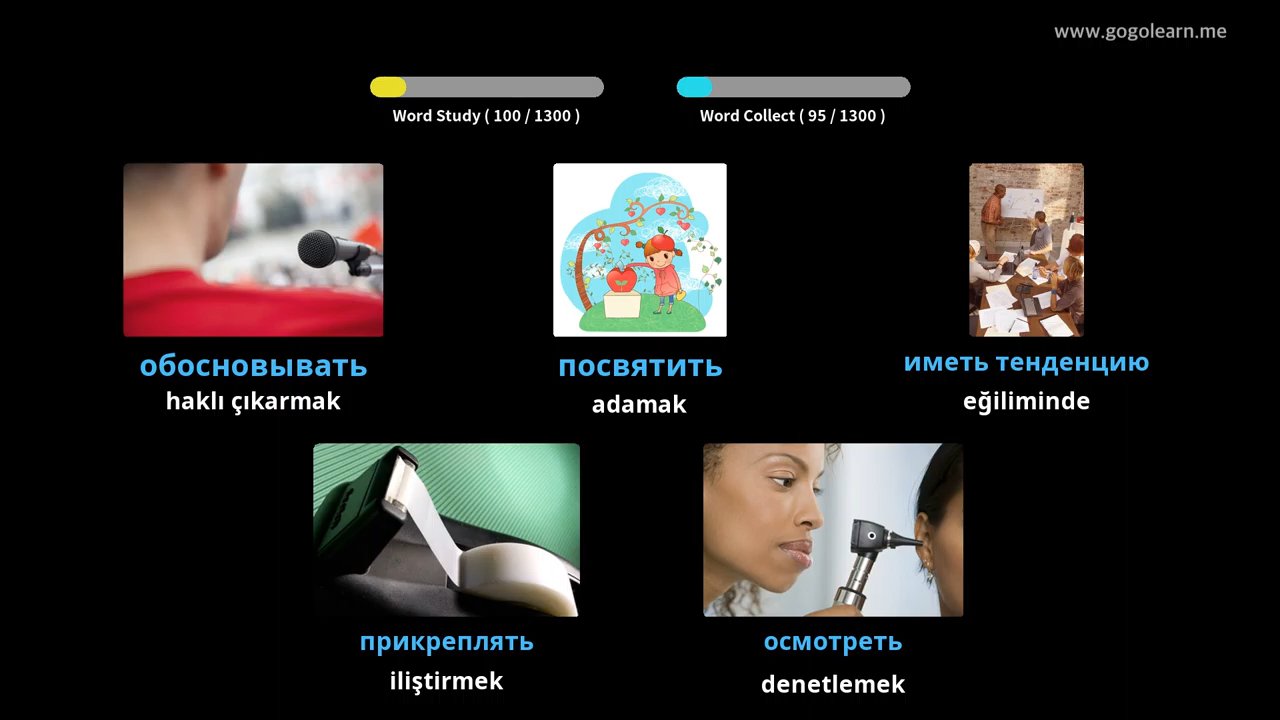 www.gogolearn.me
Word Study ( 100 / 1300 )
Word Collect ( 95 / 1300 )
обосновывать
haklı çıkarmak
посвятить
adamak
иметь тенденцию
eğiliminde
прикреплять
iliştirmek
осмотреть
denetlemek